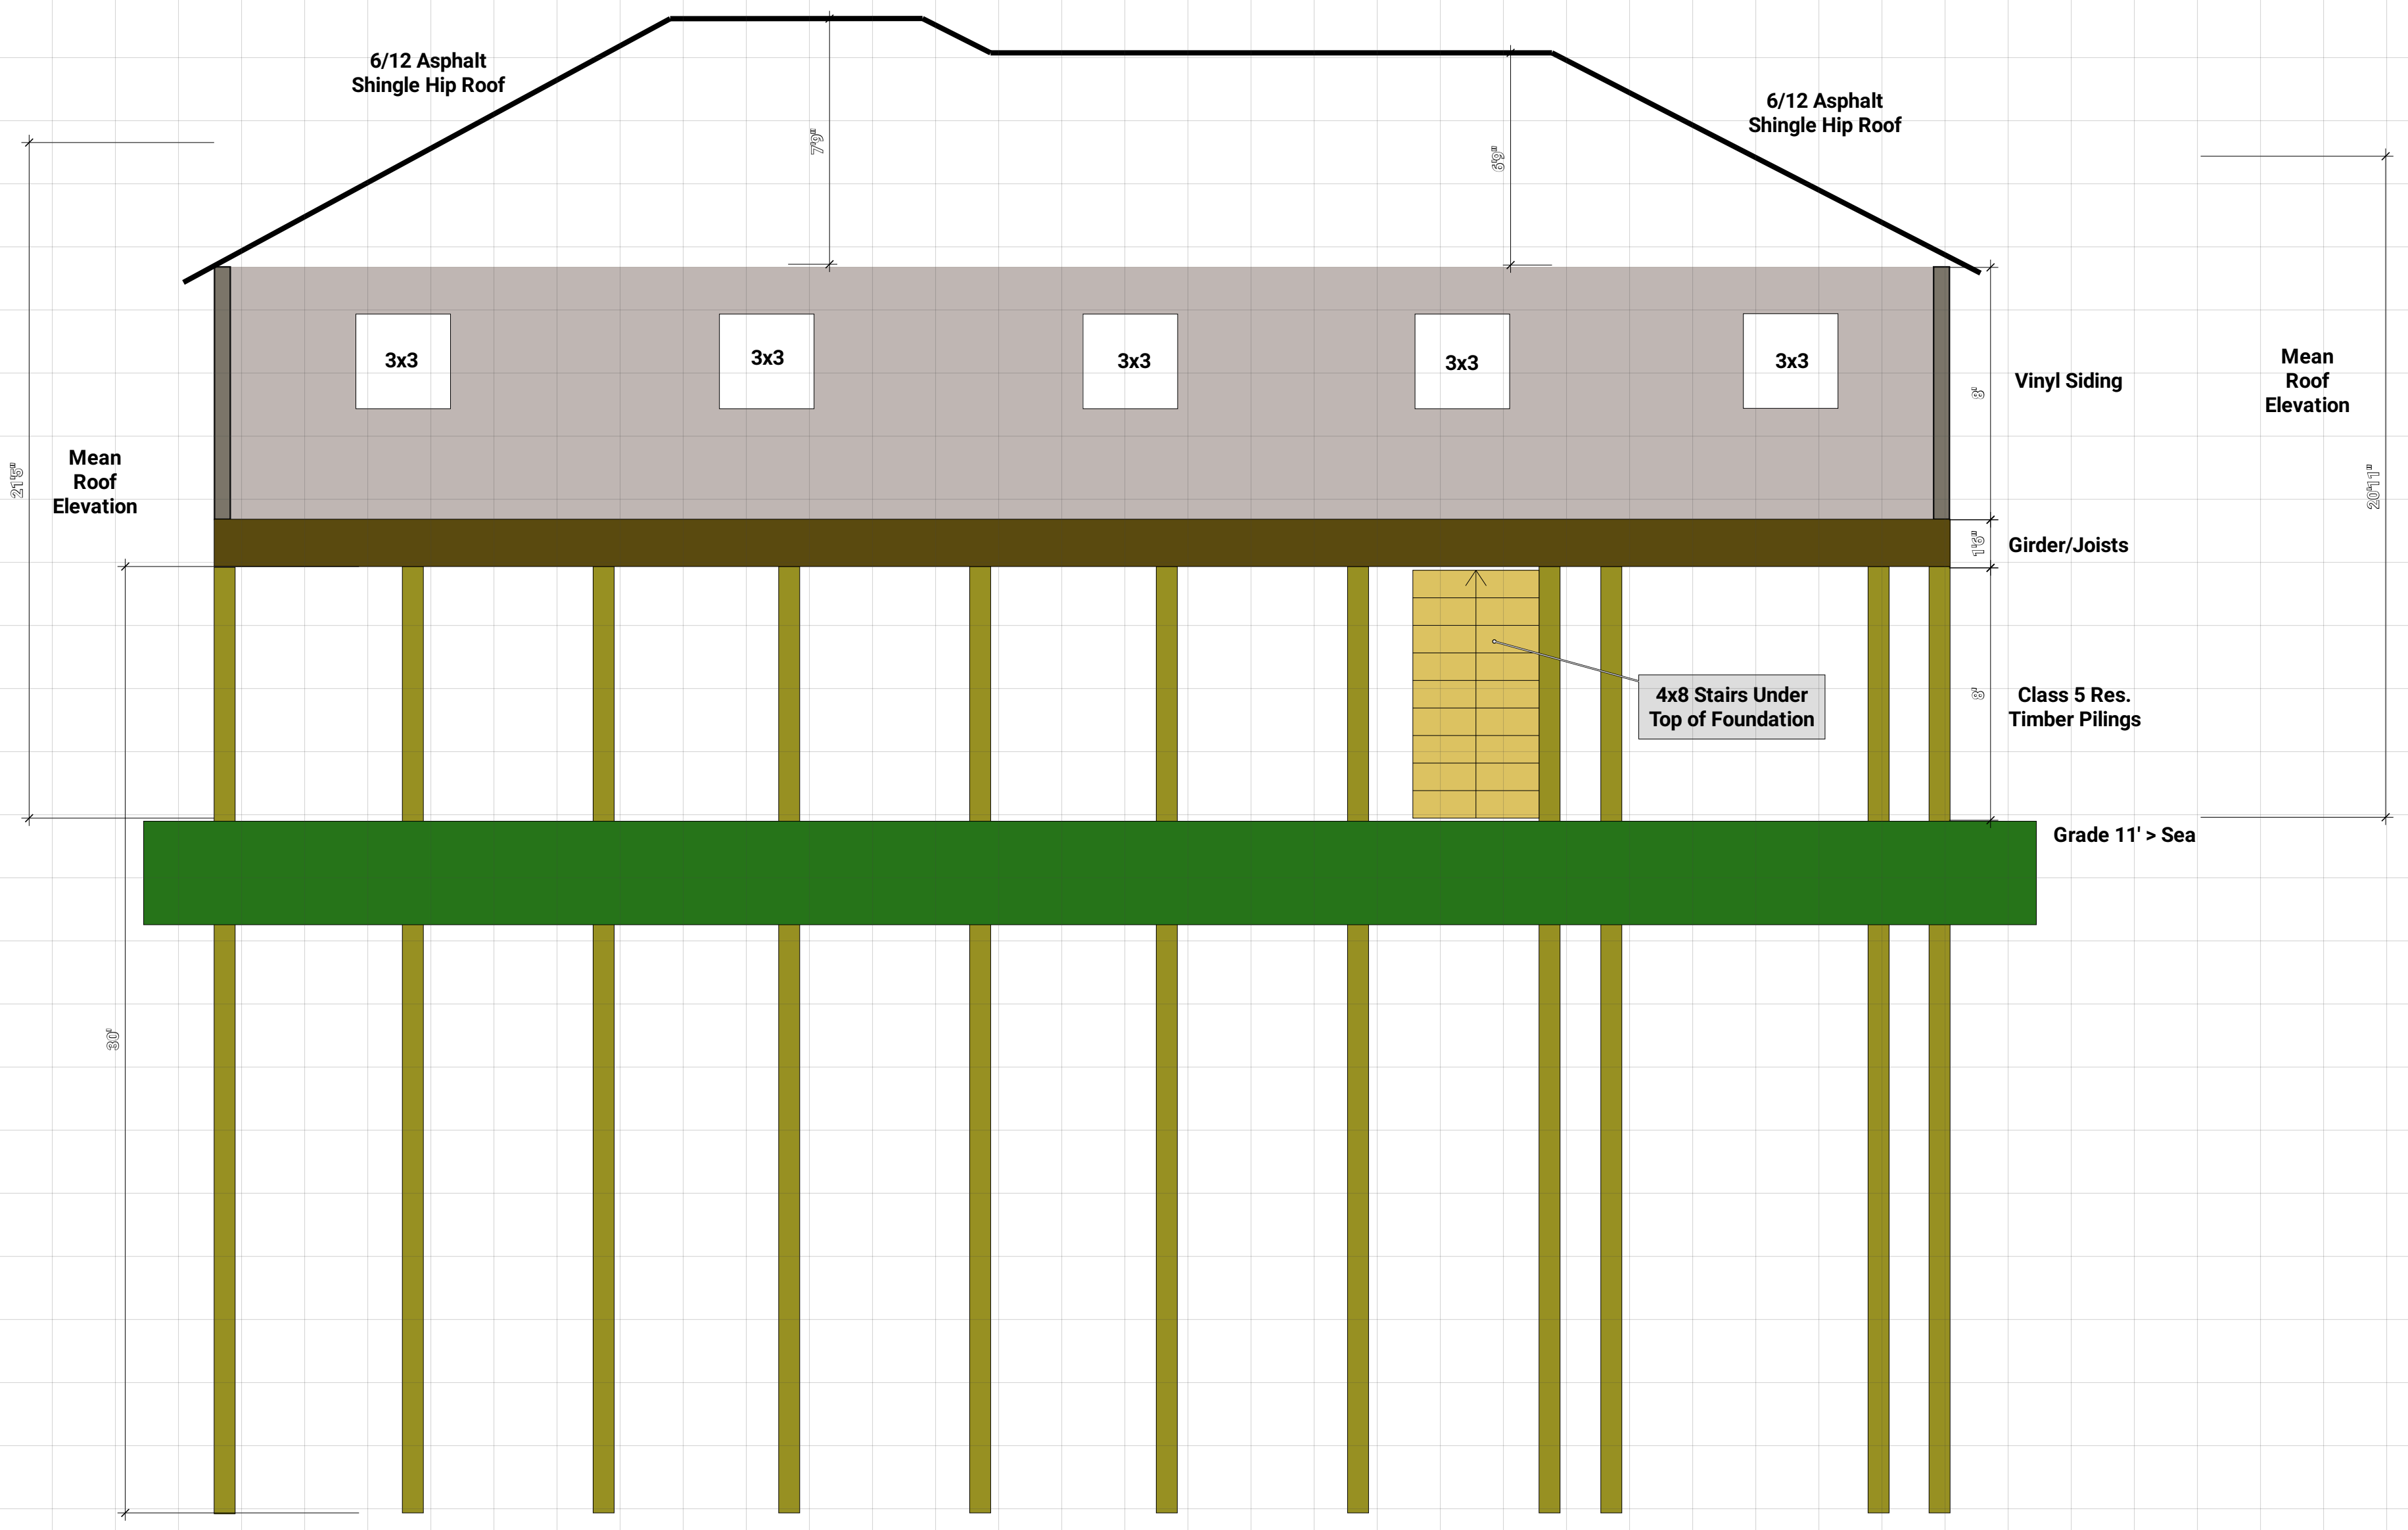 6/12 Asphalt
Shingle Hip Roof
6/12 Asphalt
Shingle Hip Roof
7'9"
6'9"
3x3
3x3
3x3
3x3
3x3
8'
Vinyl Siding
Mean
Roof
Elevation
20'11"
21'5"
Mean
Roof
Elevation
1'6"
Girder/Joists
4x8 Stairs Under
Top of Foundation
8'
Class 5 Res.
Timber Pilings
Grade 11' > Sea
30'